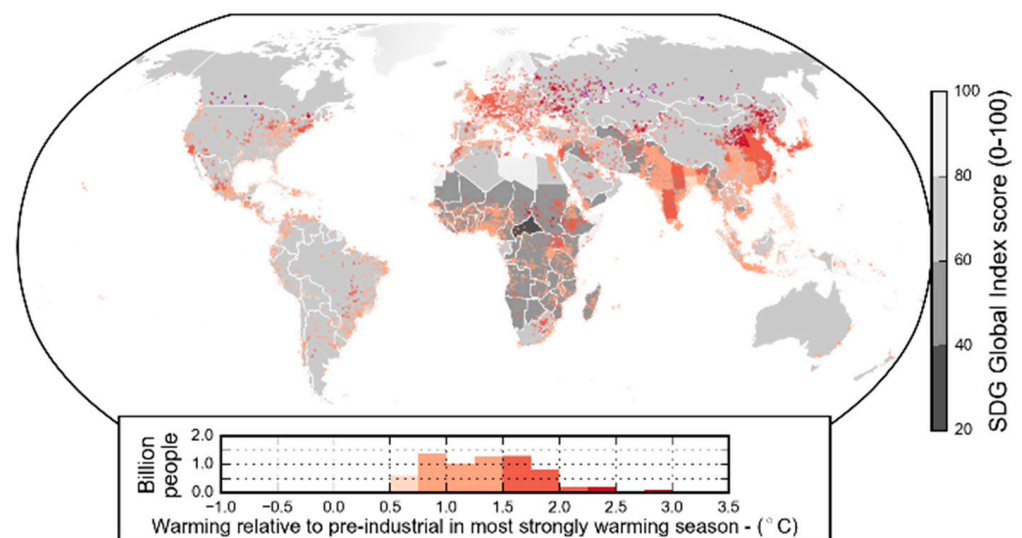 100
80
60
40
20
SDG Global Index score (0-100)
Billion
people
2.0
1.0
0.0
−1.0 −0.5 0.0 0.5 1.0 1.5 2.0 2.5 3.0 3.5
Warming relative to pre-industrial in most strongly warming season - (°C)